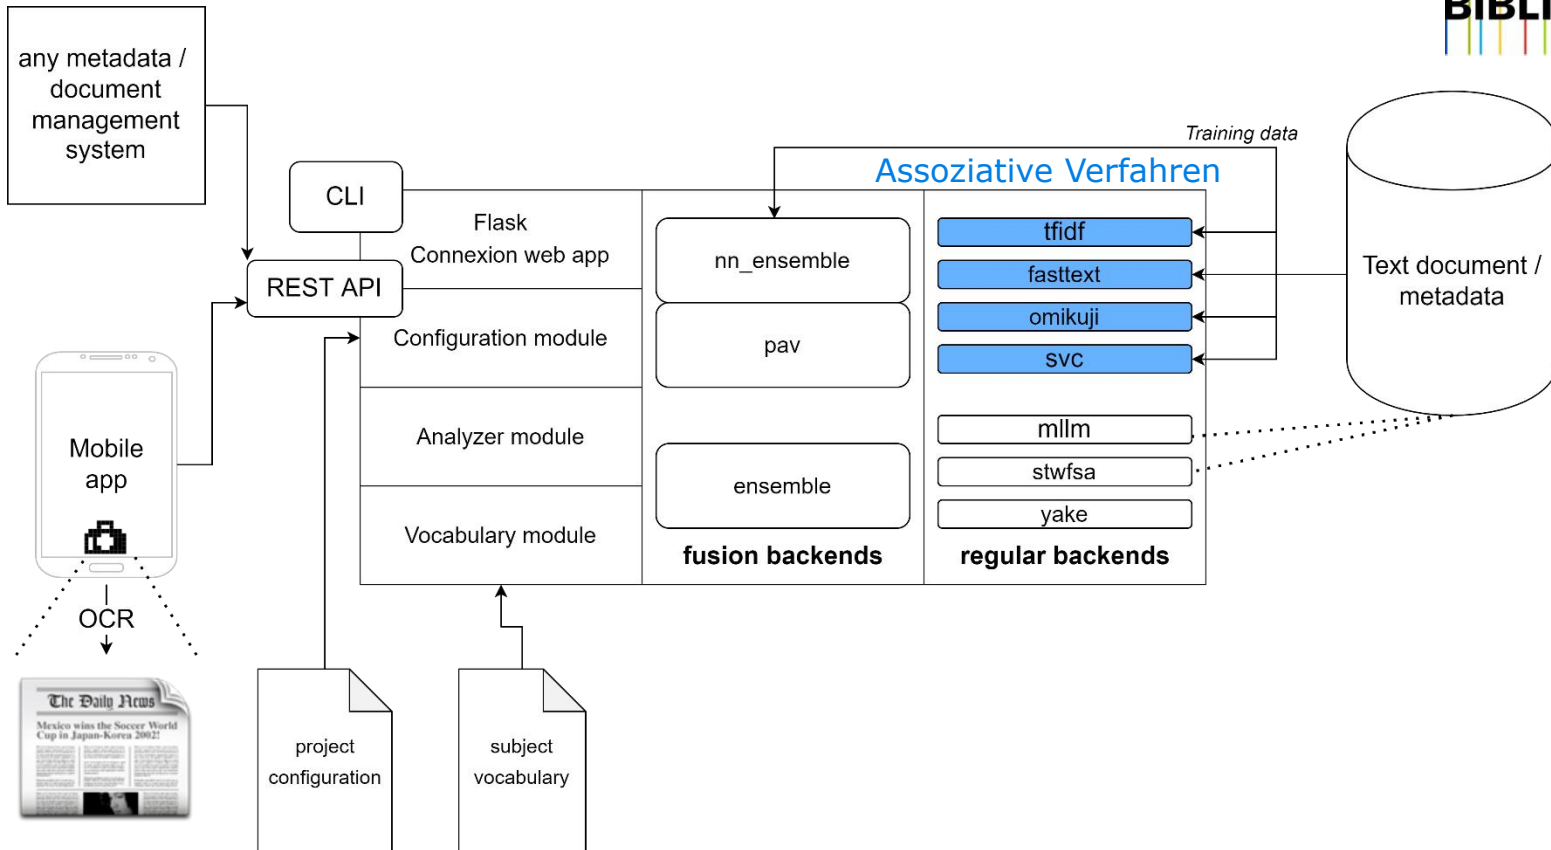 BIBLI
any metadata /
document
management
system
Training data
Assoziative Verfahren
CLI
Flask
Connexion web app
REST API
Configuration module
Analyzer module
Vocabulary module
nn_ensemble
pav
ensemble
fusion backends
tfidf
fasttext
omikuji
svc
mllm
stwfsa
yake
regular backends
Text document /
metadata
Mobile
app
OCR
The Daily News
Mexico wins the Soccer World
Cup in Japan-Korea 2002!
project
configuration
subject
vocabulary